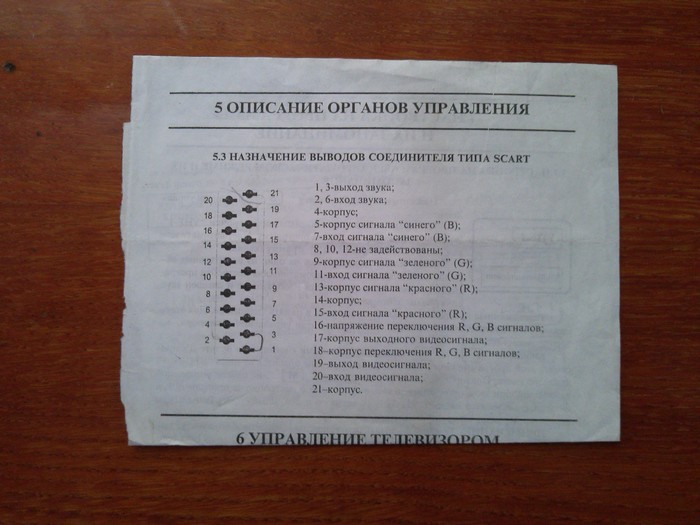 5 ОПИСАНИЕ ОРГАНОВ УПРАВЛЕНИЯ
5.3 НАЗНАЧЕНИЕ ВЫВОДОВ СОЕДИНИТЕЛЯ ТИПА SCART
21
20
19
18
17
16
15
14
13
12
11
10
9
8
7
6
5
4
3
2
1
1, 3-выход звука;
2, 6-вход звука;
4-корпус;
5-корпус сигнала “синего” (B);
7-вход сигнала “синего” (B);
8, 10, 12-не задействованы;
9-корпус сигнала “зеленого” (G);
11-вход сигнала “зеленого” (G);
13-корпус сигнала “красного” (R);
14-корпус;
15-вход сигнала “красного” (R);
16-напряжение переключения R, G, B сигналов;
17-корпус выходного видеосигнала;
18–корпус переключения R, G, B сигналов;
19–выход видеосигнала;
20–вход видеосигнала;
21–корпус.
6 УПРАВЛЕНИЕ ТЕЛЕВИЗОРОМ